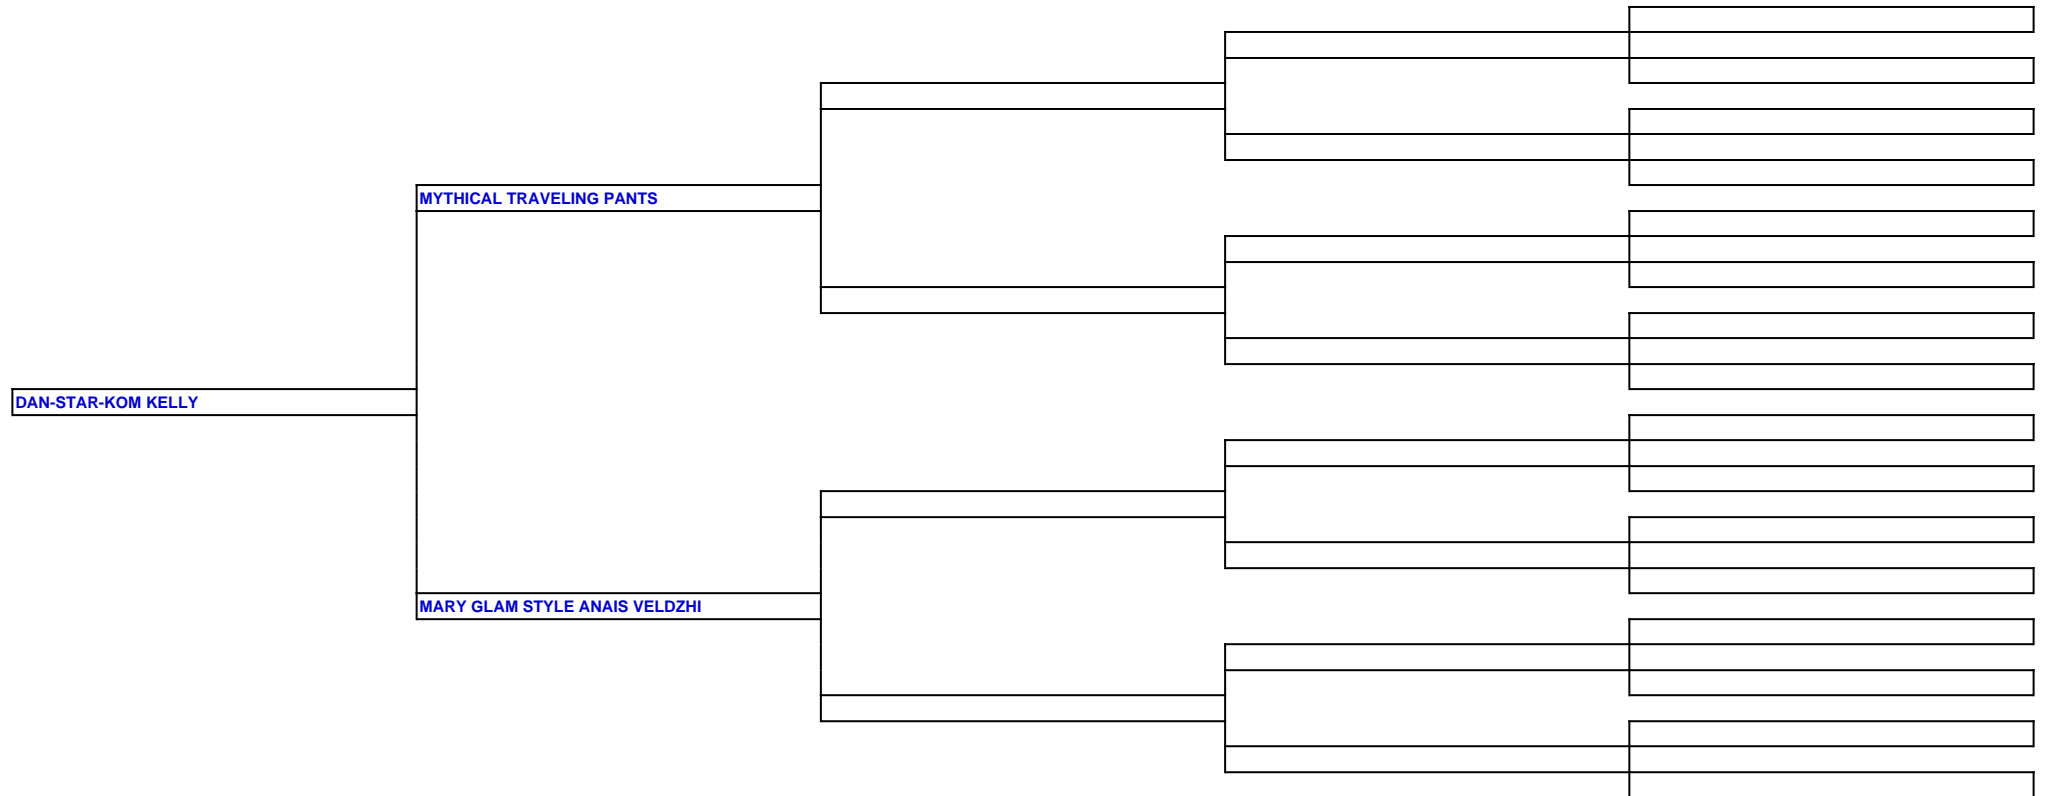 MYTHICAL TRAVELING PANTS
DAN-STAR-KOM KELLY
MARY GLAM STYLE ANAIS VELDZHI